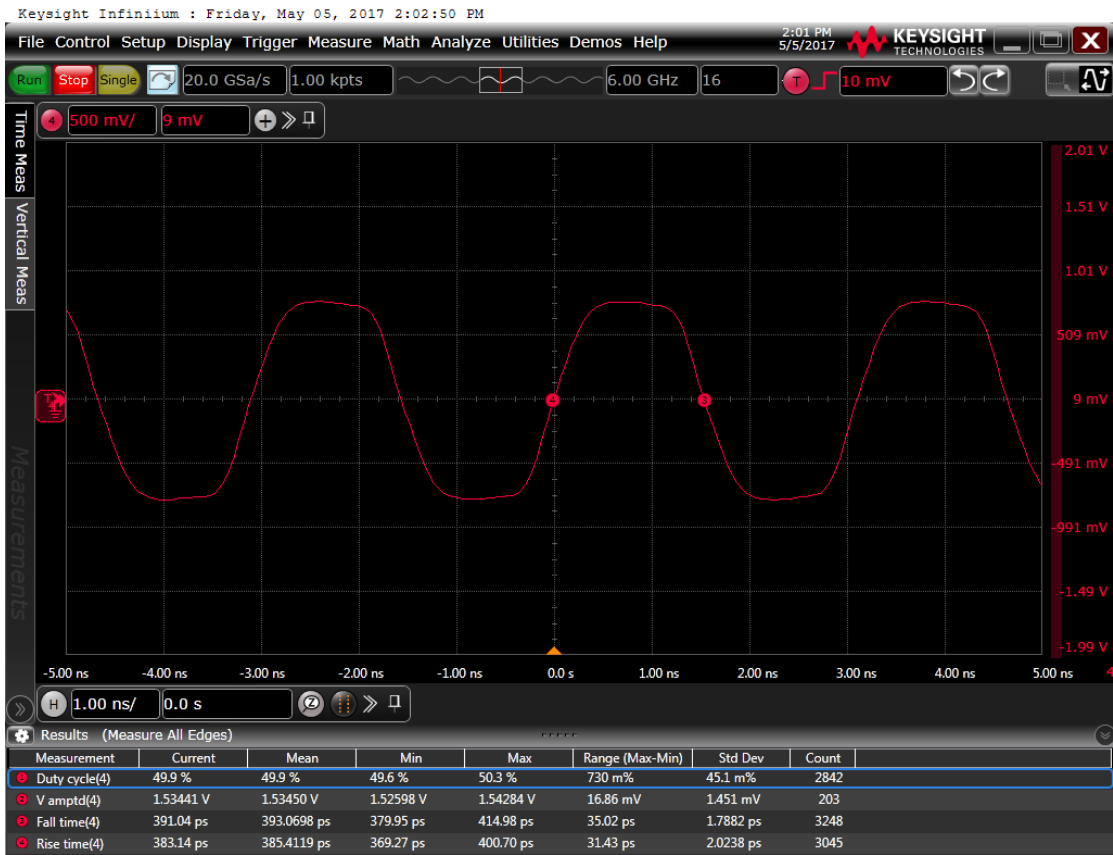 Keysight Infiniium : Friday, May 05, 2017 2:02:50 PM
File Control Setup Display Trigger Measure Math Analyze Utilities Demos Help
2:01 PM
5/5/2017
KEYSIGHT
TECHNOLOGIES
X
Run Stop Single 20.0 GSa/s 1.00 kpts 6.00 GHz 16 T 10 mV
4 500 mV/ 9 mV
Time Meas
Vertical Meas
Measurements
2.01 V
1.51 V
1.01 V
509 mV
9 mV
-491 mV
-991 mV
-1.49 V
-1.99 V
T
4 3
-5.00 ns -4.00 ns -3.00 ns -2.00 ns -1.00 ns 0.0 s 1.00 ns 2.00 ns 3.00 ns 4.00 ns 5.00 ns 4
H 1.00 ns/ 0.0 s Z
Results (Measure All Edges)
Measurement Current Mean Min Max Range (Max-Min) Std Dev Count
1 Duty cycle(4) 49.9 % 49.9 % 49.6 % 50.3 % 730 m% 45.1 m% 2842
2 V amptd(4) 1.53441 V 1.53450 V 1.52598 V 1.54284 V 16.86 mV 1.451 mV 203
3 Fall time(4) 391.04 ps 393.0698 ps 379.95 ps 414.98 ps 35.02 ps 1.7882 ps 3248
4 Rise time(4) 383.14 ps 385.4119 ps 369.27 ps 400.70 ps 31.43 ps 2.0238 ps 3045